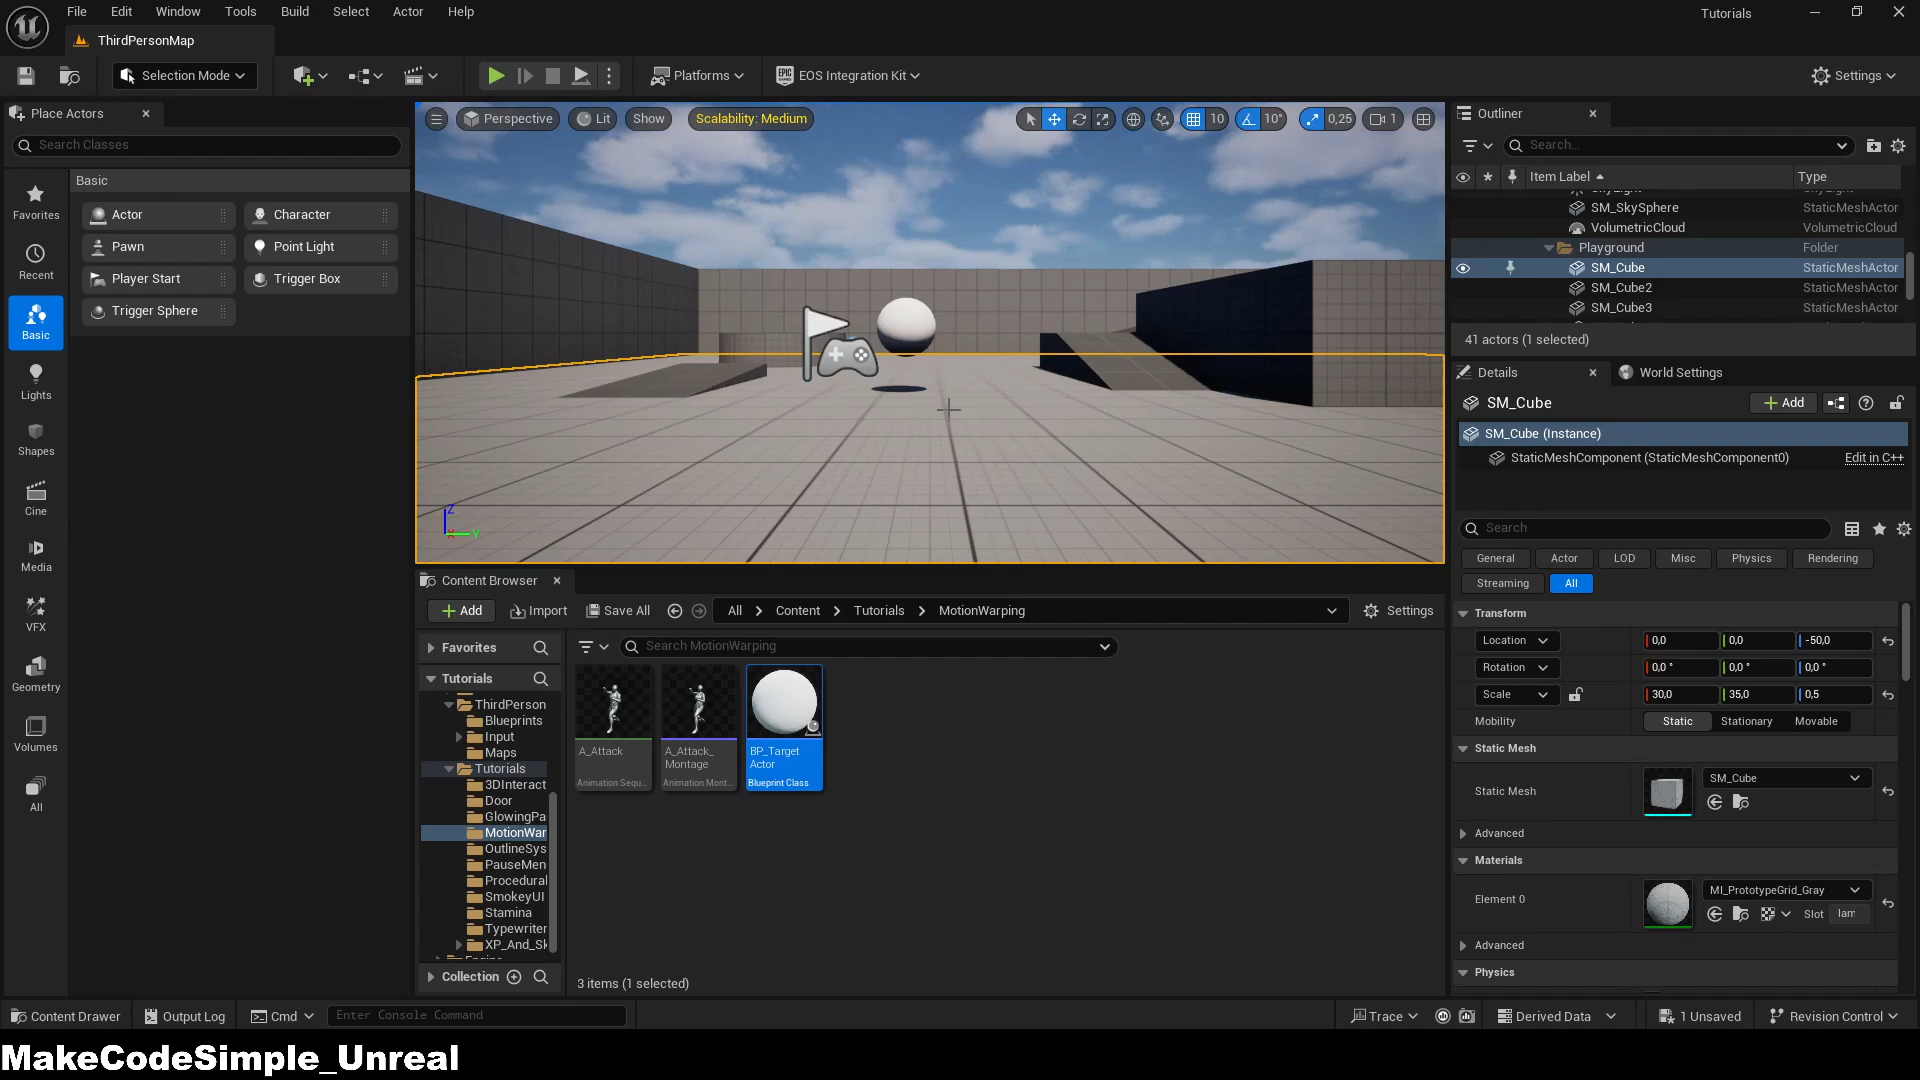 File Edit Window Tools Build Select Actor Help
Tutorials
ThirdPersonMap
Selection Mode
Platforms
EOS Integration Kit
Settings
Place Actors
Search Classes
Basic
Favorites
Recent
Basic
Lights
Shapes
Cine
Media
VFX
Geometry
Volumes
All
Actor
Character
Pawn
Point Light
Player Start
Trigger Box
Trigger Sphere
Perspective
Lit
Show
Scalability: Medium
10
10°
0,25
1
Z
Y
Outliner
Search...
Item Label
Type
SM_SkySphere StaticMeshActor
VolumetricCloud VolumetricCloud
Playground Folder
SM_Cube StaticMeshActor
SM_Cube2 StaticMeshActor
SM_Cube3 StaticMeshActor
41 actors (1 selected)
Details
World Settings
SM_Cube
Add
SM_Cube (Instance)
StaticMeshComponent (StaticMeshComponent0) Edit in C++
Search
General Actor LOD Misc Physics Rendering
Streaming All
Transform
Location 0,0 0,0 -50,0
Rotation 0,0 ° 0,0 ° 0,0 °
Scale 30,0 35,0 0,5
Mobility Static Stationary Movable
Static Mesh
Static Mesh
SM_Cube
Advanced
Materials
Element 0
MI_PrototypeGrid_Gray
Slot lam
Advanced
Physics
Content Browser
Add Import Save All
All > Content > Tutorials > MotionWarping
Settings
Favorites
Search MotionWarping
Tutorials
ThirdPerson
Blueprints
Input
Maps
Tutorials
3DInteract
Door
GlowingPa
MotionWar
OutlineSys
PauseMen
Procedural
SmokeyUI
Stamina
Typewriter
XP_And_Sk
A_Attack
Animation Sequ...
A_Attack_
Montage
Animation Mont...
BP_Target
Actor
Blueprint Class
Collection
3 items (1 selected)
Content Drawer
Output Log
Cmd
Enter Console Command
Trace
Derived Data
1 Unsaved
Revision Control
MakeCodeSimple_Unreal